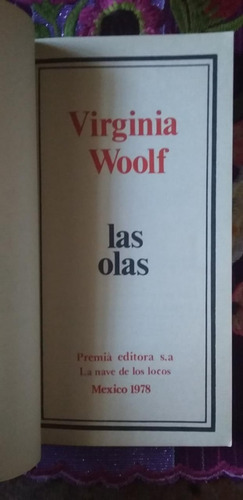 Virginia
Woolf
las
olas
Premia editora s.a
La nave de los locos
Mexico 1978